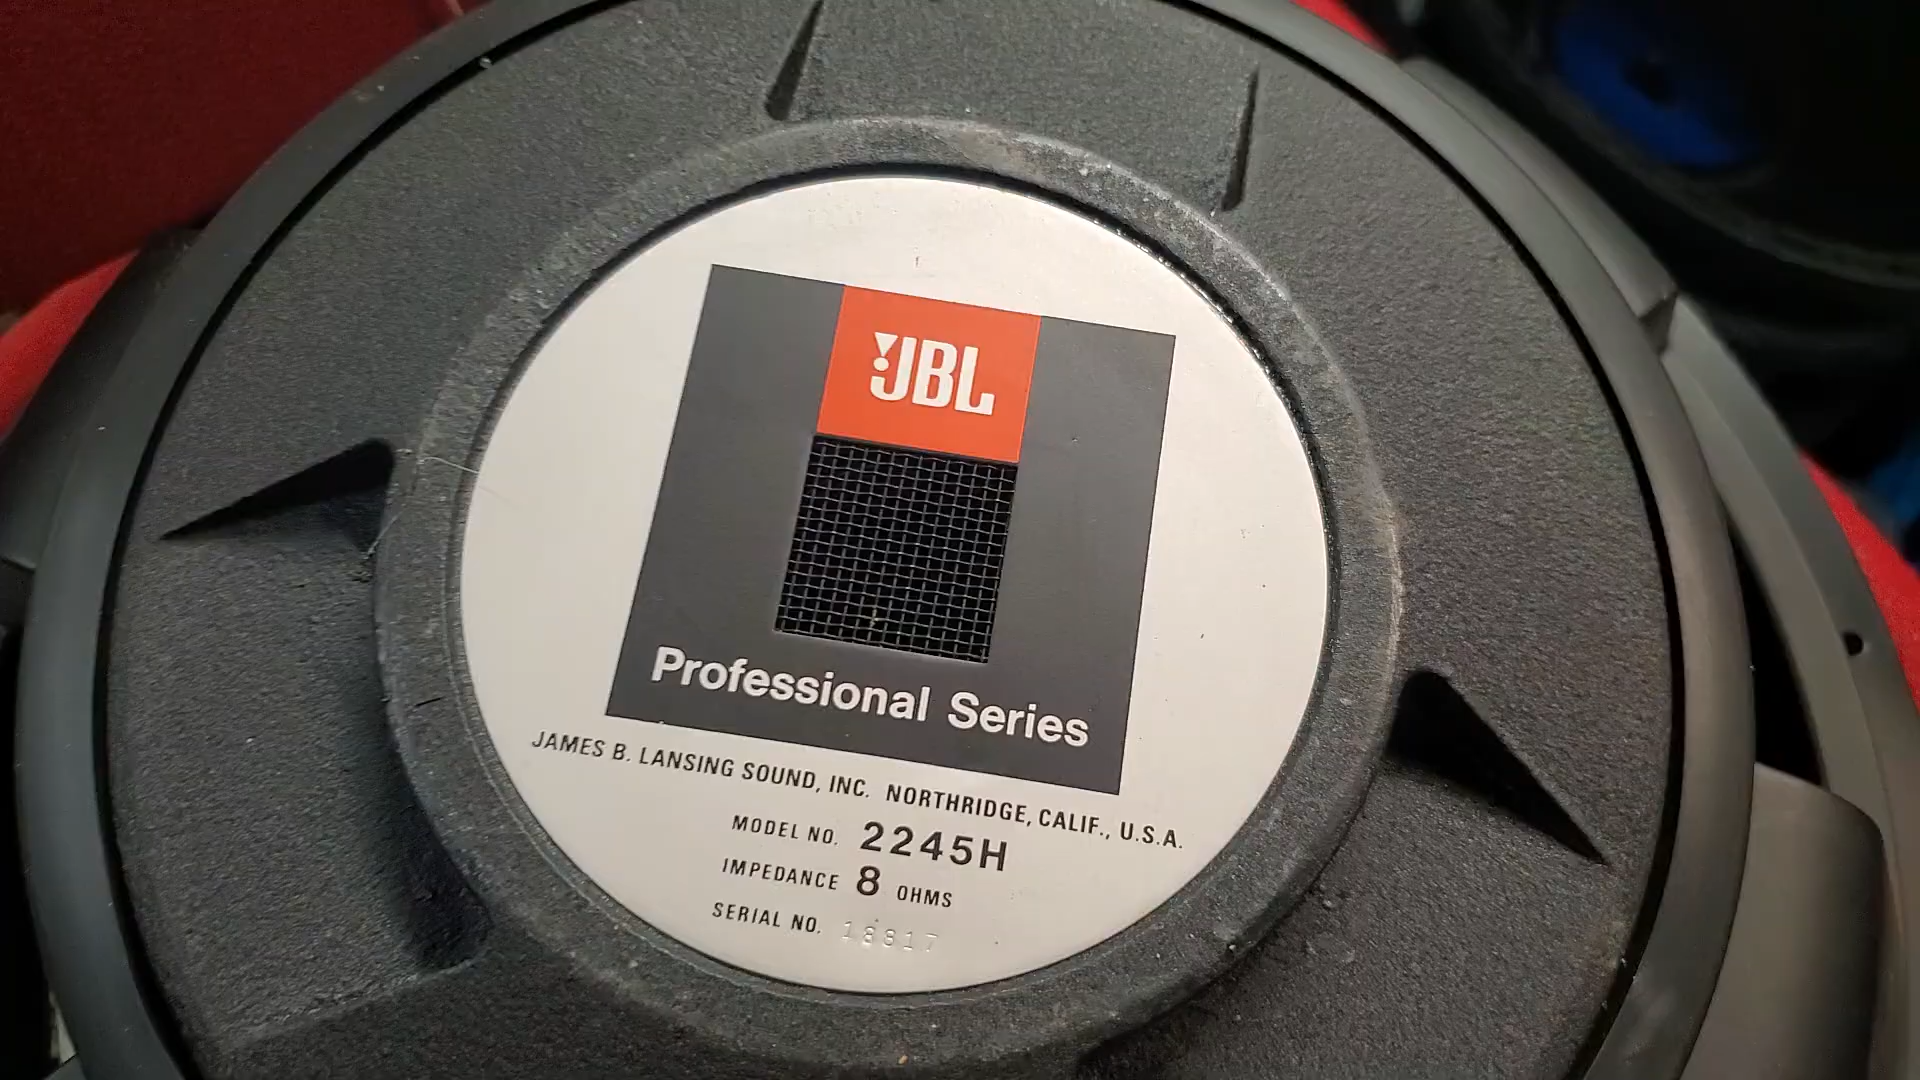 JBL
Professional Series
JAMES B. LANSING SOUND, INC. NORTHRIDGE, CALIF., U.S.A.
MODEL NO. 2245H
IMPEDANCE 8 OHMS
SERIAL NO.